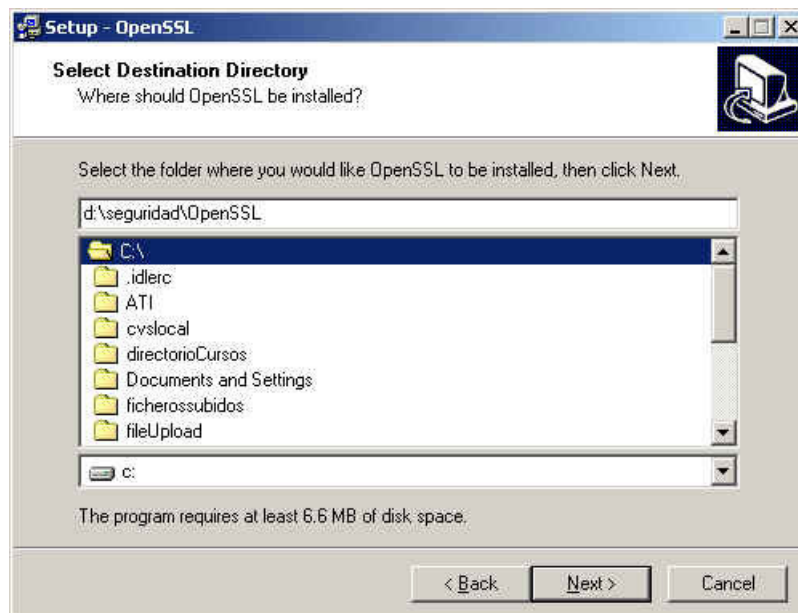 Setup - OpenSSL
Select Destination Directory
Where should OpenSSL be installed?
Select the folder where you would like OpenSSL to be installed, then click Next.
d:\seguridad\OpenSSL
C:\
.idlerc
ATI
cvslocal
directorioCursos
Documents and Settings
ficherossubidos
fileUpload
c:
The program requires at least 6.6 MB of disk space.
< Back Next > Cancel